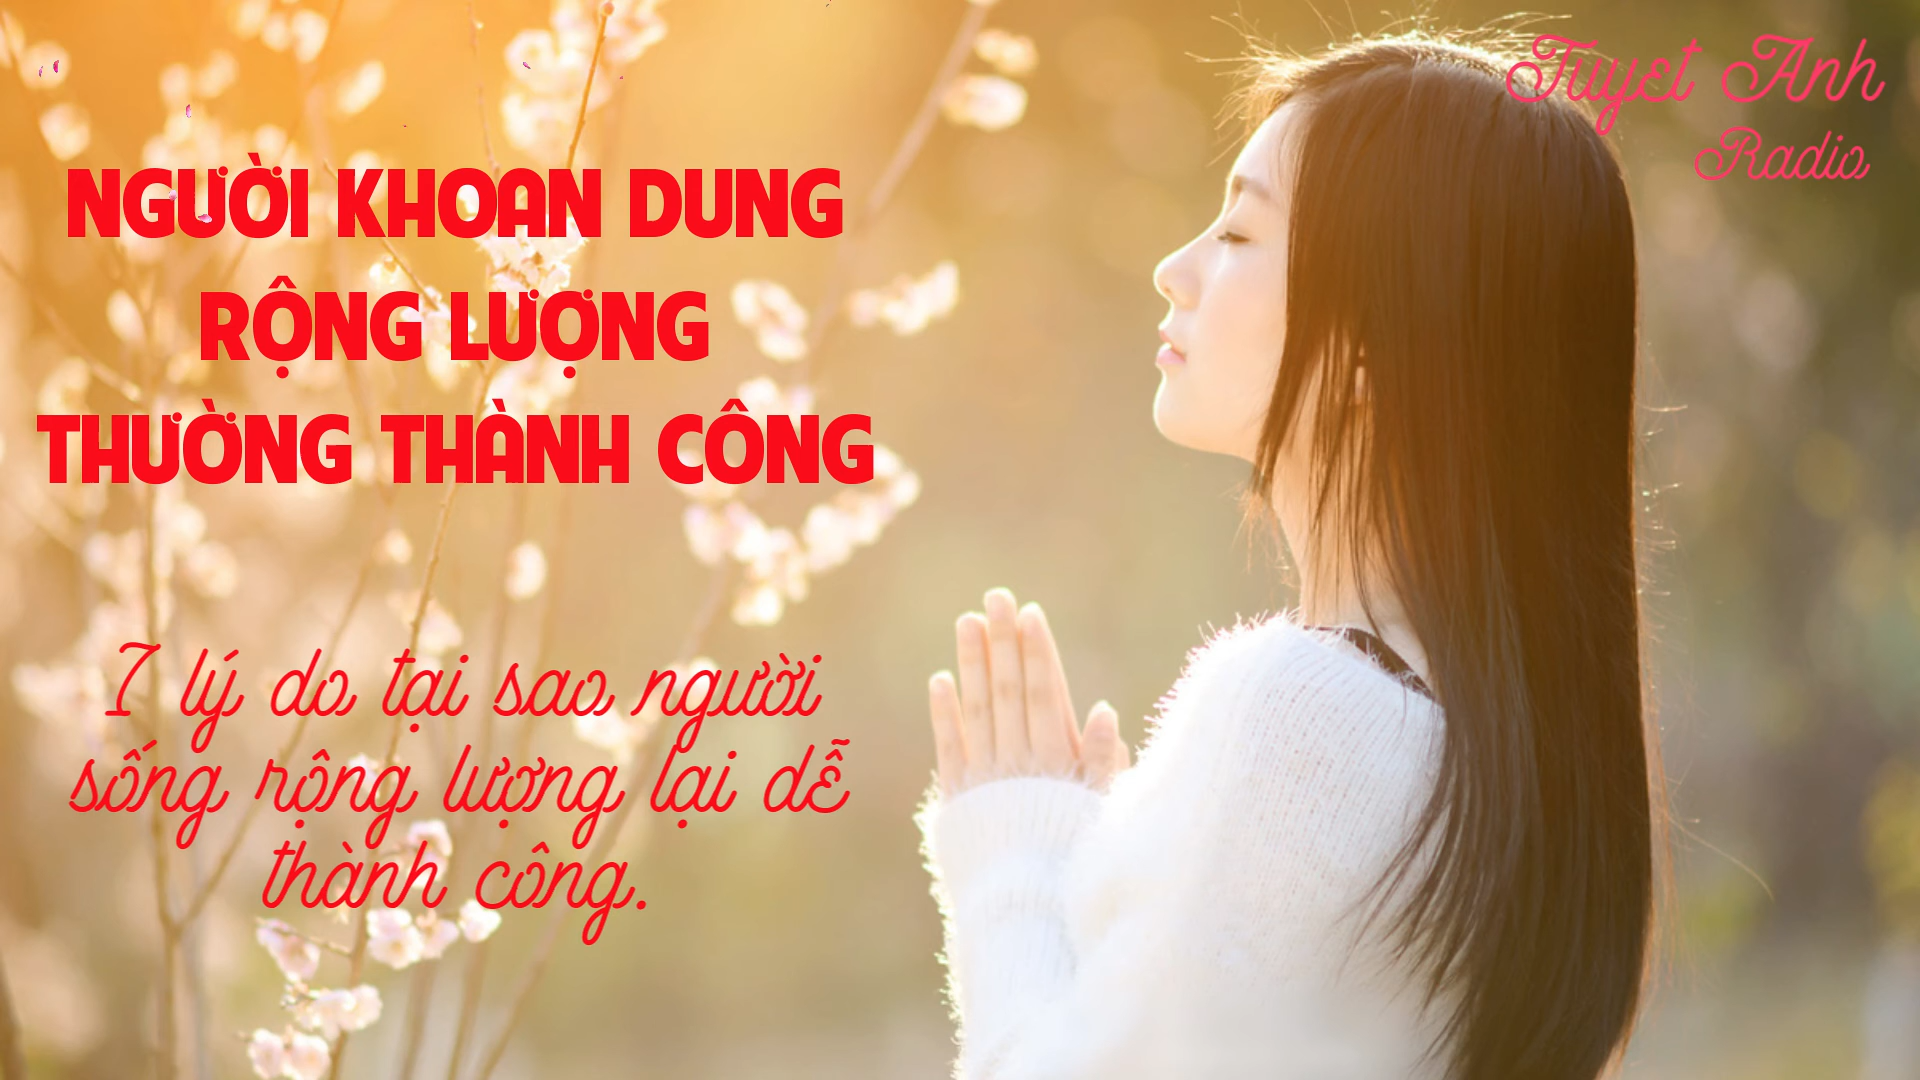 Tuyet Anh
Radio
NGƯỜI KHOAN DUNG
RỘNG LƯỢNG
THƯỜNG THÀNH CÔNG
7 lý do tại sao người
sống rộng lượng lại dễ
thành công.